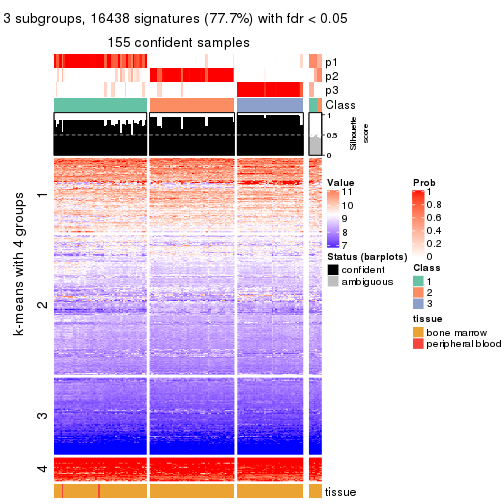 3 subgroups, 16438 signatures (77.7%) with fdr < 0.05
155 confident samples
p1
p2
p3
Class
1
0.5
0
Silhouette
score
k-means with 4 groups
1
2
3
4
tissue
Value
11
10
9
8
7
Status (barplots)
confident
ambiguous
Prob
1
0.8
0.6
0.4
0.2
0
Class
1
2
3
tissue
bone marrow
peripheral blood